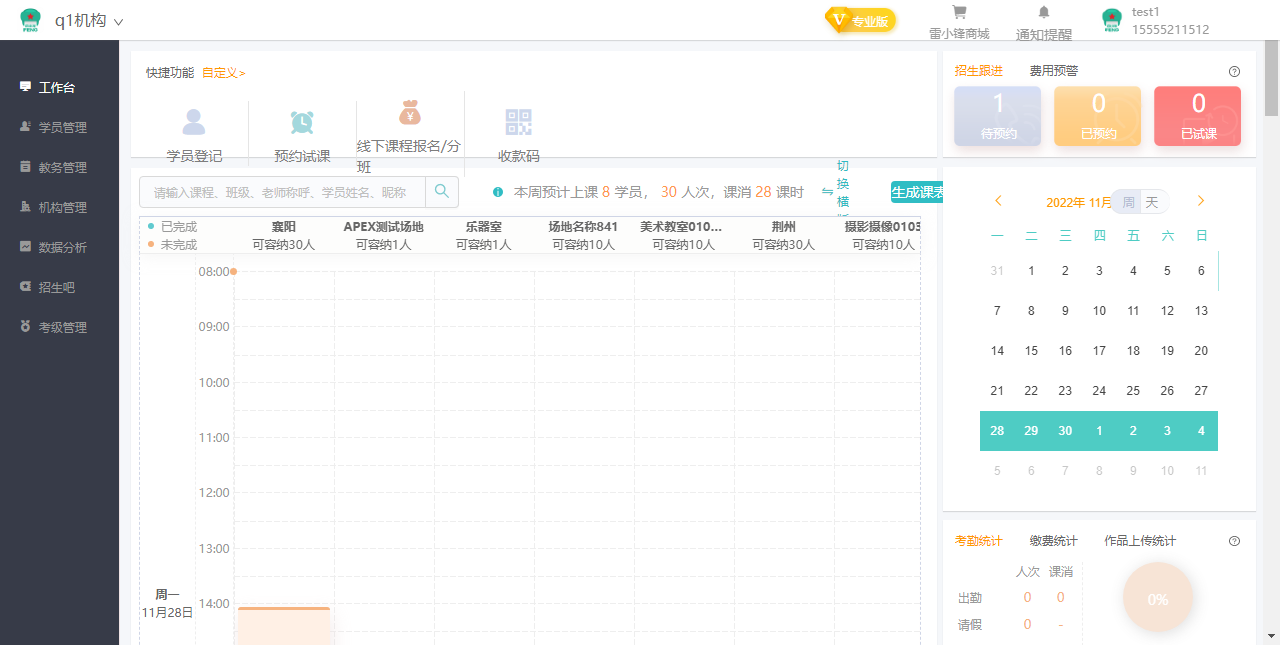 q1机构
专业版
雷小锋商城
通知提醒
test1
15555211512
工作台
学员管理
教务管理
机构管理
数据分析
招生吧
考级管理
快捷功能 自定义>
学员登记
预约试课
线下课程报名/分班
收款码
请输入课程、班级、老师称呼、学员姓名、昵称
本周预计上课 8 学员， 30 人次，课消 28 课时
切
换
横
生成课表
已完成
未完成
襄阳
可容纳30人
APEX测试场地
可容纳1人
乐器室
可容纳1人
场地名称841
可容纳10人
美术教室010...
可容纳10人
荆州
可容纳30人
摄影摄像0103
可容纳10人
08:00
09:00
10:00
11:00
12:00
13:00
周一
11月28日
14:00
招生跟进 费用预警
1
待预约
0
已预约
0
已试课
2022年 11月 周 天
一 二 三 四 五 六 日
31 1 2 3 4 5 6
7 8 9 10 11 12 13
14 15 16 17 18 19 20
21 22 23 24 25 26 27
28 29 30 1 2 3 4
5 6 7 8 9 10 11
考勤统计 缴费统计 作品上传统计
人次 课消
出勤 0 0
请假 0 -
0%